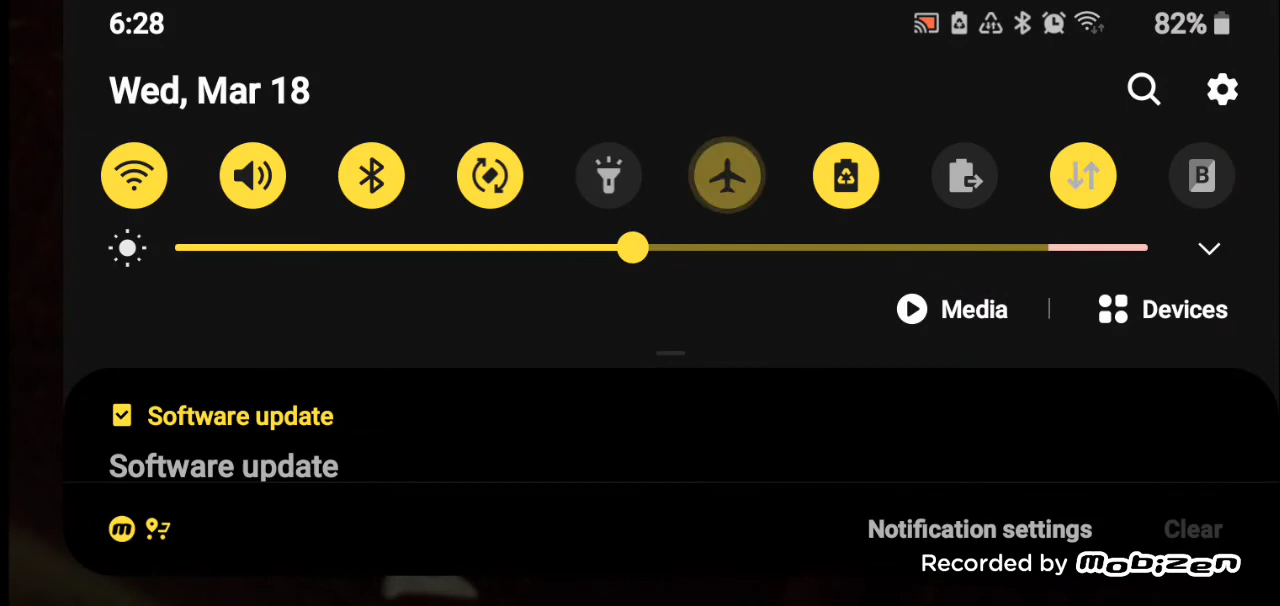 6:28 82%
Wed, Mar 18
B
Media | Devices
Software update
Software update
m Notification settings Clear
Recorded by mobizen